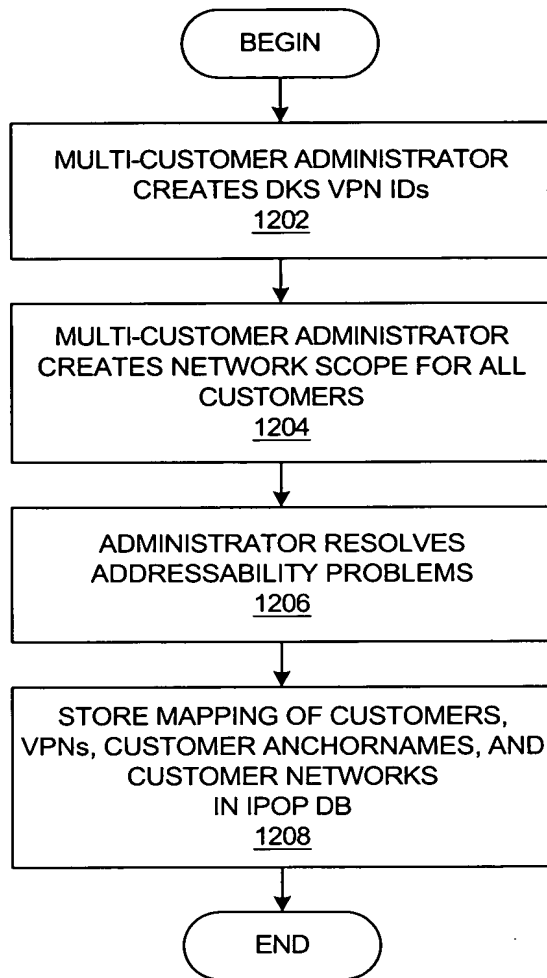 BEGIN
MULTI-CUSTOMER ADMINISTRATOR
CREATES DKS VPN IDs
1202
MULTI-CUSTOMER ADMINISTRATOR
CREATES NETWORK SCOPE FOR ALL
CUSTOMERS
1204
ADMINISTRATOR RESOLVES
ADDRESSABILITY PROBLEMS
1206
STORE MAPPING OF CUSTOMERS,
VPNs, CUSTOMER ANCHORNAMES, AND
CUSTOMER NETWORKS
IN IPOP DB
1208
END